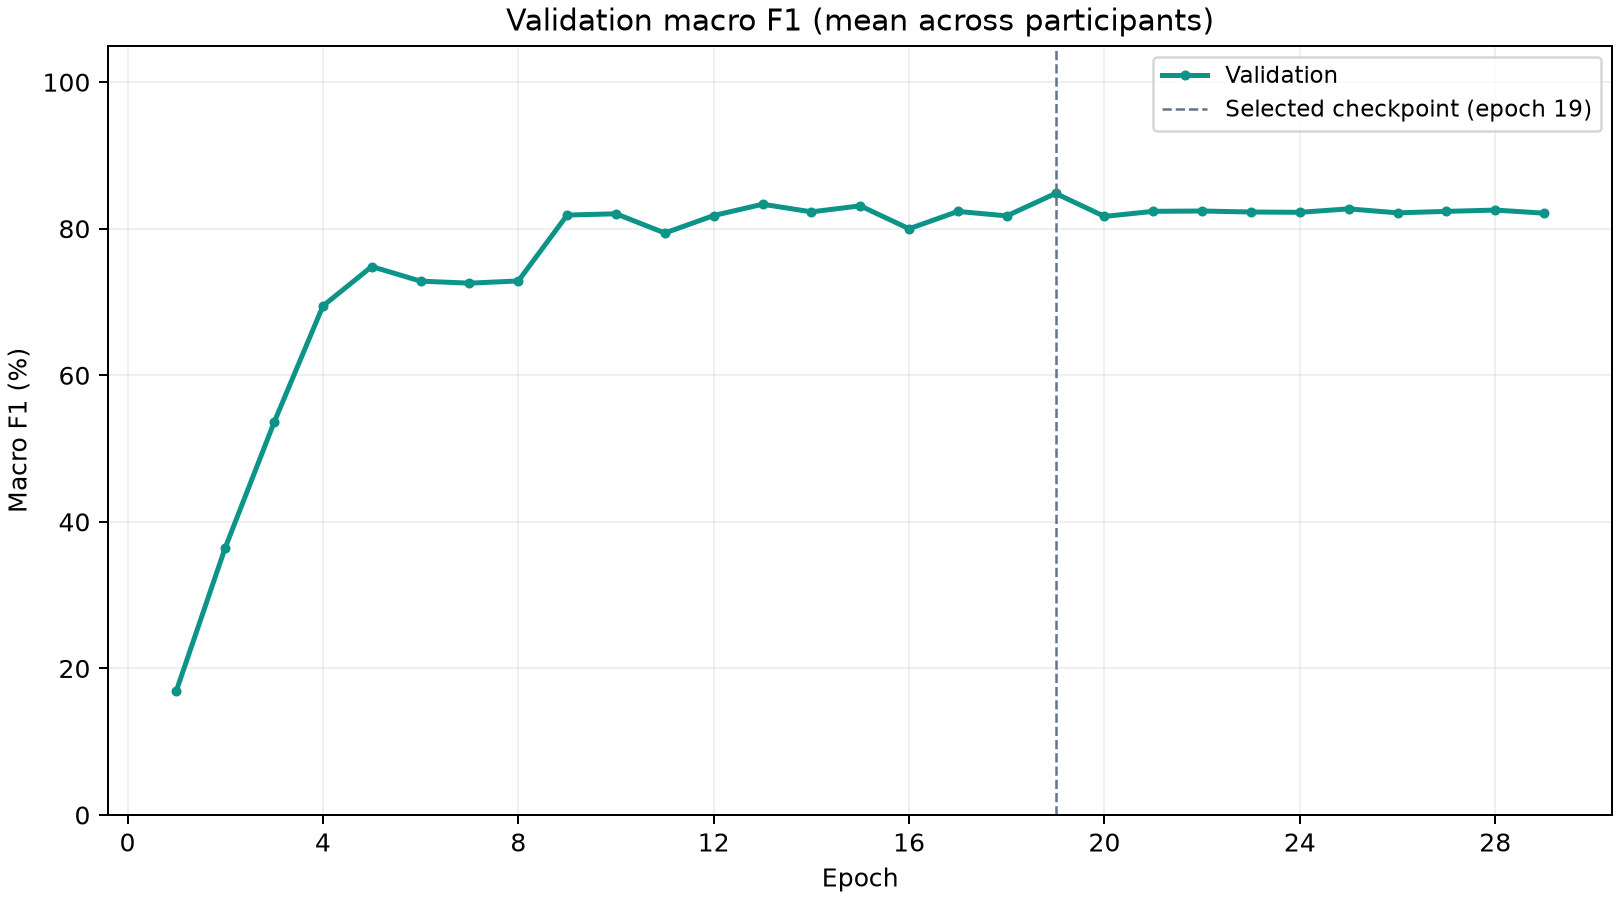 Validation macro F1 (mean across participants)
Validation
Selected checkpoint (epoch 19)
Macro F1 (%)
100
80
60
40
20
0
0 4 8 12 16 20 24 28
Epoch